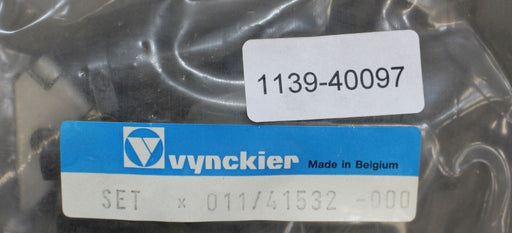 1139-40097
vynckier Made in Belgium
SET x 011/41532 -000